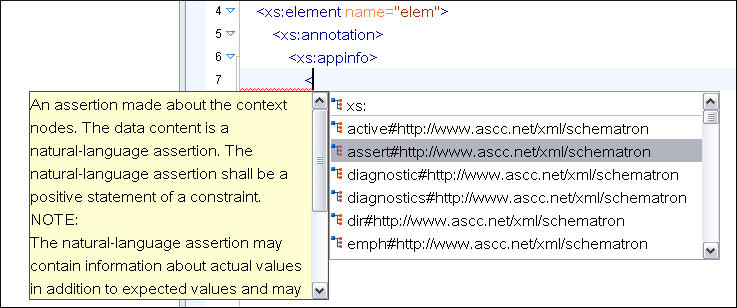 4 <xs:element name="elem">
5 <xs:annotation>
6 <xs:appinfo>
7 <
An assertion made about the context
nodes. The data content is a
natural-language assertion. The
natural-language assertion shall be a
positive statement of a constraint.
NOTE:
The natural-language assertion may
contain information about actual values
in addition to expected values and may
xs:
active#http://www.ascc.net/xml/schematron
assert#http://www.ascc.net/xml/schematron
diagnostic#http://www.ascc.net/xml/schematron
diagnostics#http://www.ascc.net/xml/schematron
dir#http://www.ascc.net/xml/schematron
emph#http://www.ascc.net/xml/schematron